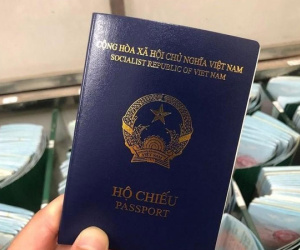 CỘNG HÒA XÃ HỘI CHỦ NGHĨA VIỆT NAM
SOCIALIST REPUBLIC OF VIET NAM
HỘ CHIẾU
PASSPORT